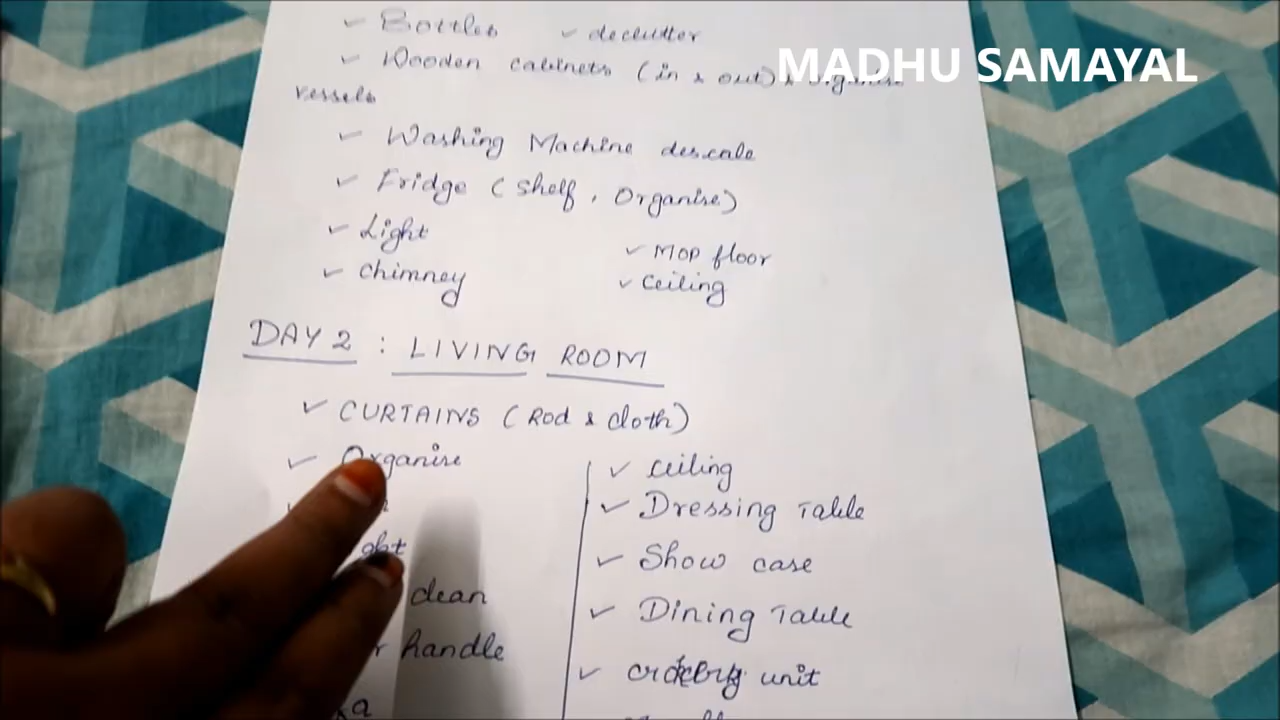 ✓ Bottles ✓ declutter
MADHU SAMAYAL
✓ Wooden cabinets (in & out) & organise
vessels
✓ Washing Machine descale
✓ Fridge (shelf, Organise)
✓ Light
✓ Mop floor
✓ Chimney
✓ Ceiling
DAY 2 : LIVING ROOM
✓ CURTAINS (Rod & cloth)
✓ Organise
✓ clean
handle
✓ Ceiling
✓ Dressing Table
✓ Show case
✓ Dining Table
✓ unit